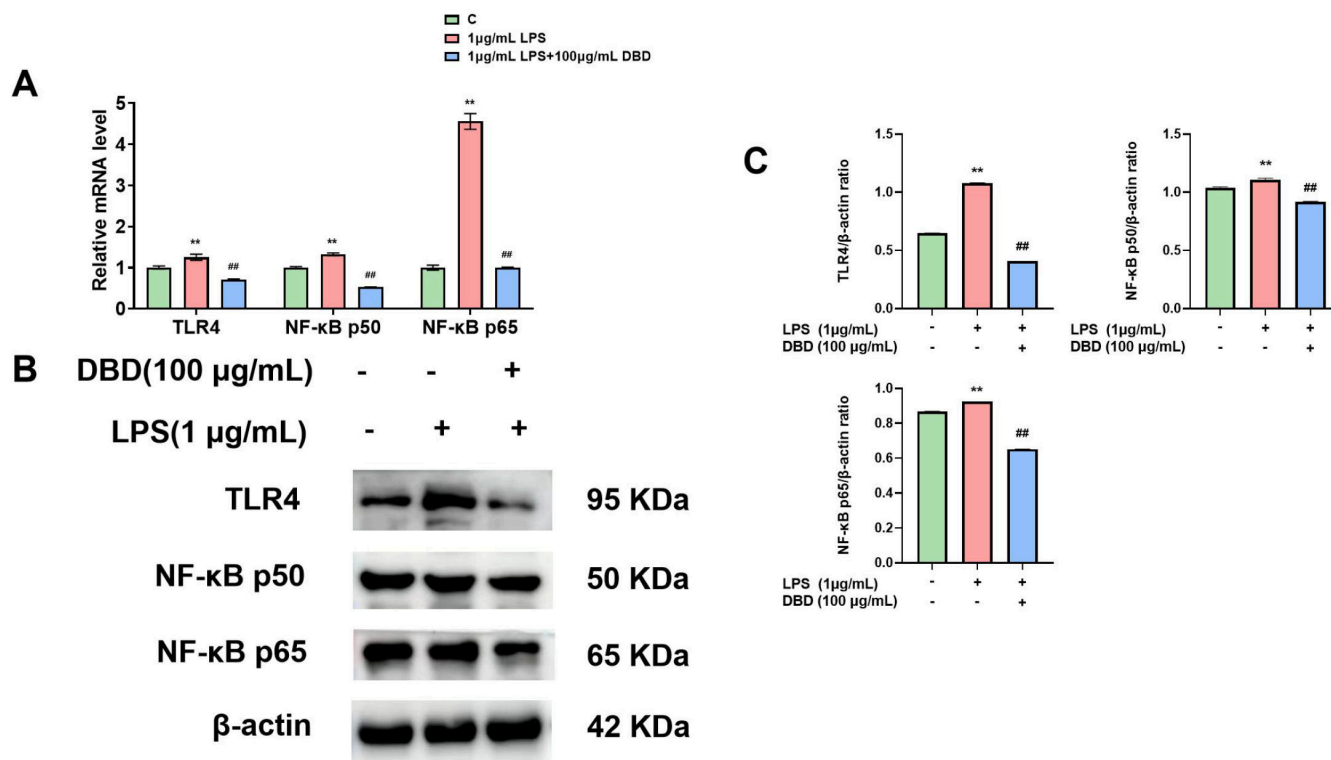 C
1μg/mL LPS
1μg/mL LPS+100μg/mL DBD
A
Relative mRNA level
5
4
3
2
1
0
**
##
**
##
**
##
TLR4
NF-κB p50
NF-κB p65
B
DBD(100 μg/mL) - - +
LPS(1 μg/mL) - + +
TLR4 95 KDa
NF-κB p50 50 KDa
NF-κB p65 65 KDa
β-actin 42 KDa
C
TLR4/β-actin ratio
1.5
1.0
0.5
0.0
**
##
LPS (1μg/mL) - + +
DBD (100 μg/mL) - - +
NF-κB p50/β-actin ratio
1.5
1.0
0.5
0.0
**
##
LPS (1μg/mL) - + +
DBD (100 μg/mL) - - +
NF-κB p65/β-actin ratio
1.0
0.8
0.6
0.4
0.2
0.0
**
##
LPS (1μg/mL) - + +
DBD (100 μg/mL) - - +